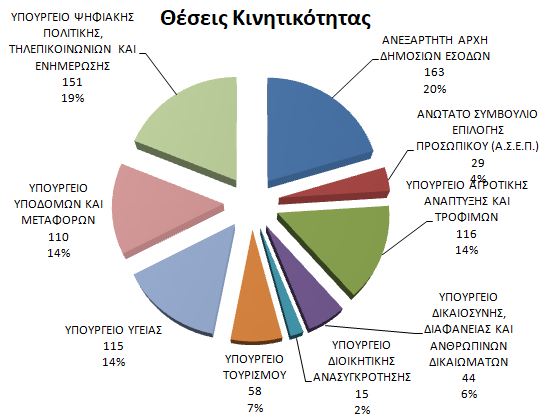 Θέσεις Κινητικότητας
ΥΠΟΥΡΓΕΙΟ ΨΗΦΙΑΚΗΣ
ΠΟΛΙΤΙΚΗΣ,
ΤΗΛΕΠΙΚΟΙΝΩΝΙΩΝ ΚΑΙ
ΕΝΗΜΕΡΩΣΗΣ
151
19%
ΑΝΕΞΑΡΤΗΤΗ ΑΡΧΗ
ΔΗΜΟΣΙΩΝ ΕΣΟΔΩΝ
163
20%
ΑΝΩΤΑΤΟ ΣΥΜΒΟΥΛΙΟ
ΕΠΙΛΟΓΗΣ
ΠΡΟΣΩΠΙΚΟΥ (Α.Σ.Ε.Π.)
29
4%
ΥΠΟΥΡΓΕΙΟ ΑΓΡΟΤΙΚΗΣ
ΑΝΑΠΤΥΞΗΣ ΚΑΙ
ΤΡΟΦΙΜΩΝ
116
14%
ΥΠΟΥΡΓΕΙΟ
ΔΙΚΑΙΟΣΥΝΗΣ,
ΔΙΑΦΑΝΕΙΑΣ ΚΑΙ
ΑΝΘΡΩΠΙΝΩΝ
ΔΙΚΑΙΩΜΑΤΩΝ
44
6%
ΥΠΟΥΡΓΕΙΟ
ΔΙΟΙΚΗΤΙΚΗΣ
ΑΝΑΣΥΓΚΡΟΤΗΣΗΣ
15
2%
ΥΠΟΥΡΓΕΙΟ
ΤΟΥΡΙΣΜΟΥ
58
7%
ΥΠΟΥΡΓΕΙΟ ΥΓΕΙΑΣ
115
14%
ΥΠΟΥΡΓΕΙΟ
ΥΠΟΔΟΜΩΝ ΚΑΙ
ΜΕΤΑΦΟΡΩΝ
110
14%